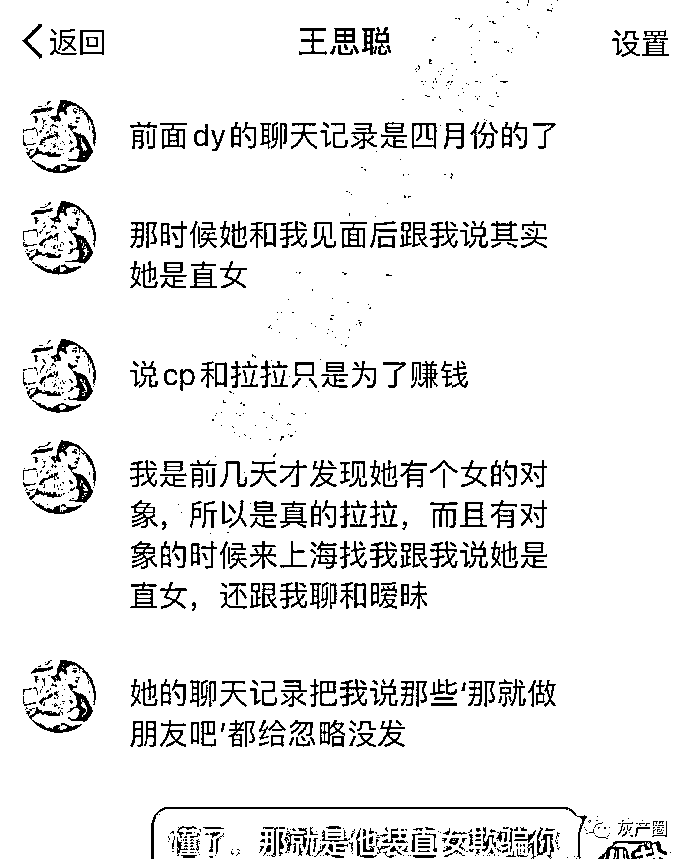 返回
王思聪
设置
前面dy的聊天记录是四月份的了
那时候她和我见面后跟我说其实
她是直女
说cp和拉拉只是为了赚钱
我是前几天才发现她有个女的对
象，所以是真的拉拉，而且有对
象的时候来上海找我跟我说她是
直女，还跟我聊和暧昧
她的聊天记录把我说那些‘那就做
朋友吧’都给忽略没发
懂了，那就是他装直女欺骗你
灰产圈